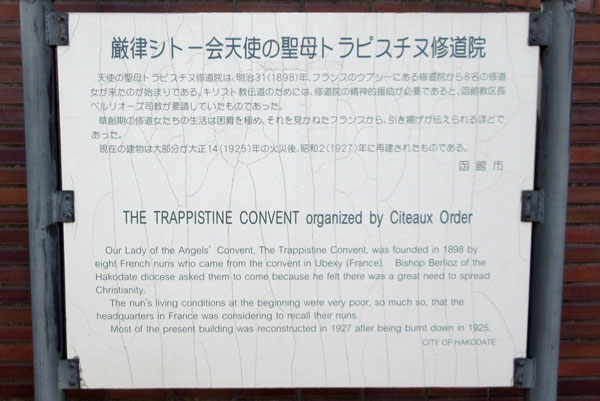 厳律シトー会天使の聖母トラピスチヌ修道院
天使の聖母トラピスチヌ修道院は、明治31(1898)年、フランスのウプシーにある修道院から8名の修道
女が来たのが始まりである。キリスト教伝道のためには、修道院の精神的援助が必要であると、函館教区長
ベルリオーズ司教が要請していたものであった。
草創期の修道女たちの生活は困難を極め、それを見かねたフランスから、引き揚げが伝えられるほどで
あった。
現在の建物は大部分が大正14(1925)年の火災後、昭和2(1927)年に再建されたものである。
函館市
THE TRAPPISTINE CONVENT organized by Citeaux Order
Our Lady of the Angels' Convent, The Trappistine Convent, was founded in 1898 by
eight French nuns who came from the convent in Ubexy (France). Bishop Berlioz of the
Hakodate diocese asked them to come because he felt there was a great need to spread
Christianity.
The nun's living conditions at the beginning were very poor, so much so, that the
headquarters in France was considering to recall their nuns.
Most of the present building was reconstructed in 1927 after being burnt down in 1925.
CITY OF HAKODATE